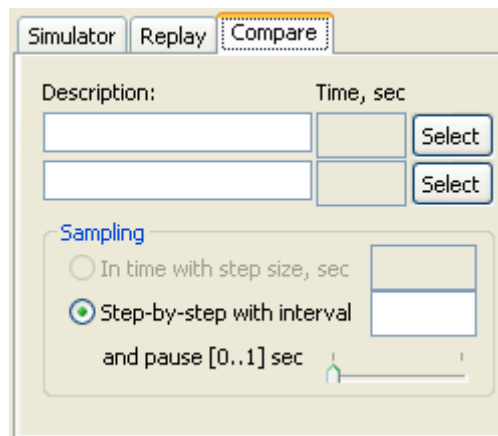 Simulator Replay Compare
Description: Time, sec
Select
Select
Sampling
In time with step size, sec
Step-by-step with interval
and pause [0..1] sec